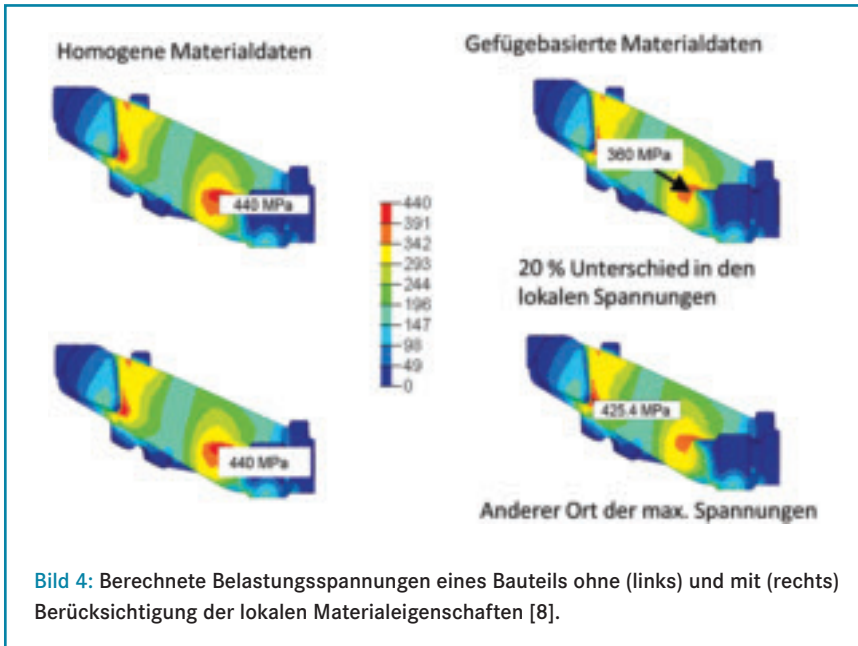 Homogene Materialdaten
Gefügebasierte Materialdaten
440 MPa
360 MPa
440
391
342
293
244
196
147
98
49
0
20 % Unterschied in den
lokalen Spannungen
440 MPa
425.4 MPa
Anderer Ort der max. Spannungen
Bild 4: Berechnete Belastungsspannungen eines Bauteils ohne (links) und mit (rechts)
Berücksichtigung der lokalen Materialeigenschaften [8].